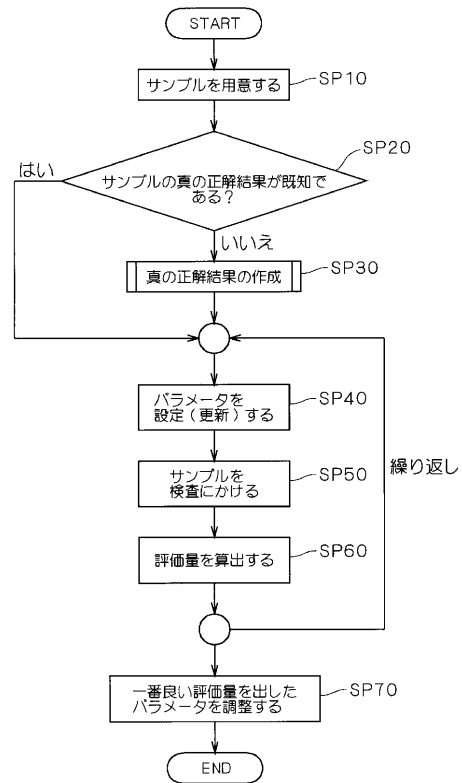 START
サンプルを用意する
SP10
SP20
はい
サンプルの真の正解結果が既知で
ある？
いいえ
真の正解結果の作成
SP30
パラメータを
設定（更新）する
SP40
繰り返し
サンプルを
検査にかける
SP50
評価量を算出する
SP60
一番良い評価量を出した
パラメータを調整する
SP70
END